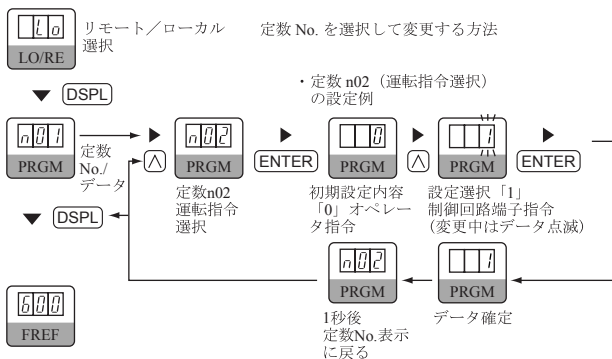 Lo
LO/RE
リモート／ローカル
選択
定数 No. を選択して変更する方法
DSPL
・定数 n02（運転指令選択）
の設定例
n01
PRGM
定数
No./
データ
∧
n02
PRGM
定数n02
運転指令
選択
ENTER
0
PRGM
初期設定内容
「0」オペレー
タ指令
∧
1
PRGM
設定選択「1」
制御回路端子指令
(変更中はデータ点滅)
ENTER
DSPL
n02
PRGM
1秒後
定数No.表示
に戻る
1
PRGM
データ確定
600
FREF